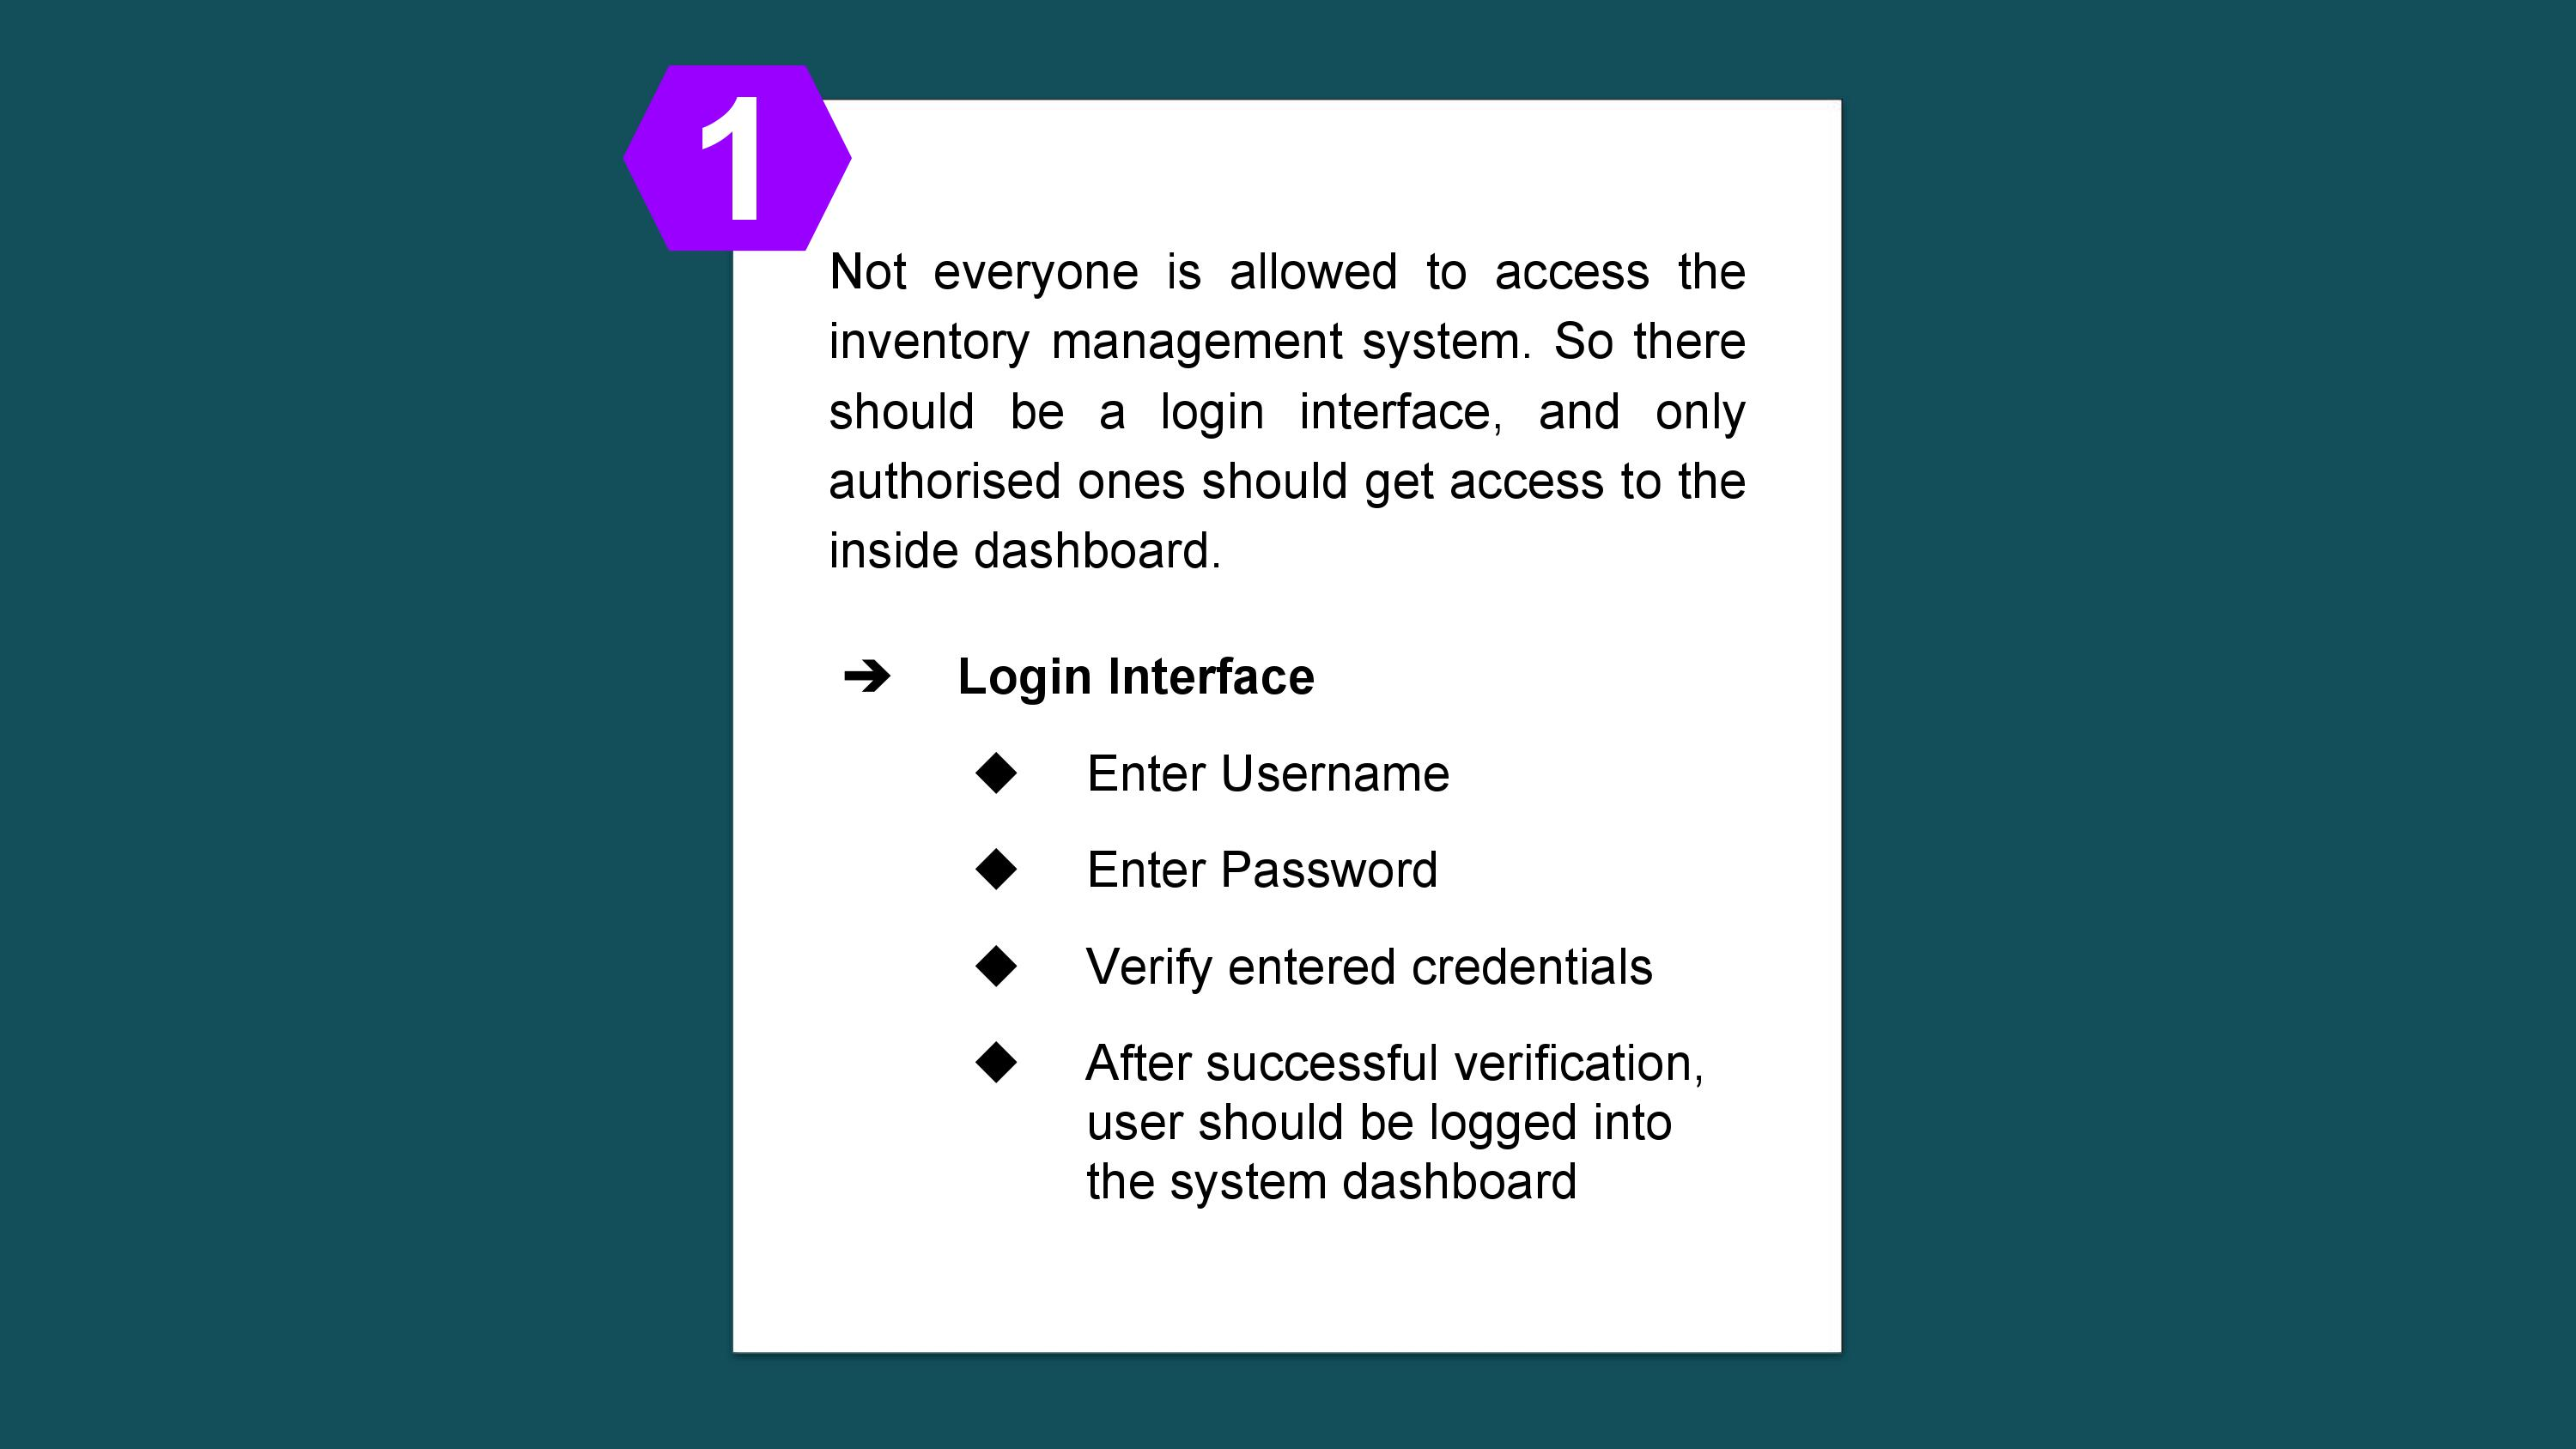 1
Not everyone is allowed to access the
inventory management system. So there
should be a login interface, and only
authorised ones should get access to the
inside dashboard.
➔ Login Interface
◆ Enter Username
◆ Enter Password
◆ Verify entered credentials
◆ After successful verification,
user should be logged into
the system dashboard